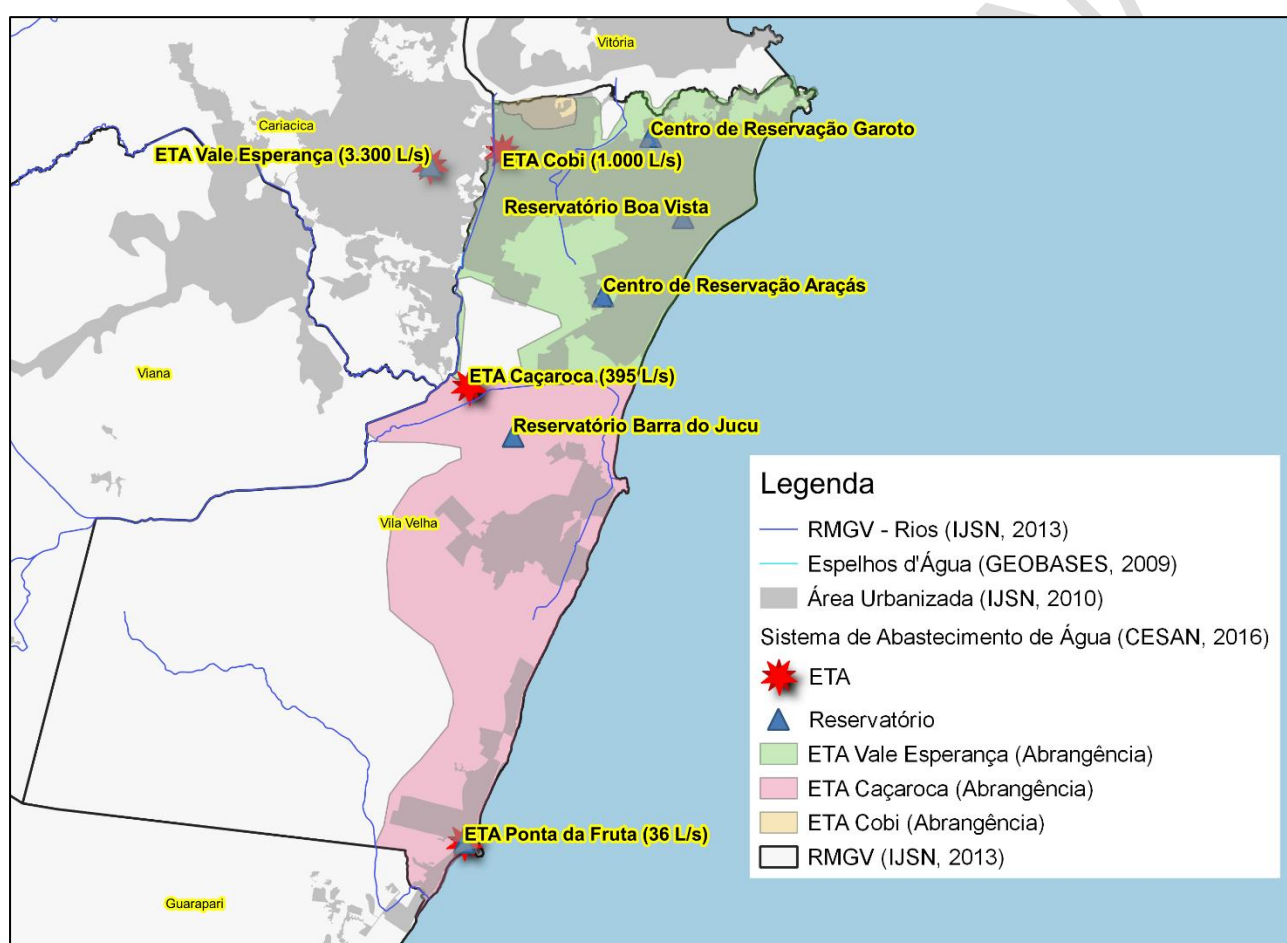 Vitória
Cariacica
Centro de Reservação Garoto
ETA Vale Esperança (3.300 L/s)
ETA Cobi (1.000 L/s)
Reservatório Boa Vista
Centro de Reservação Araçás
Viana
ETA Caçaroca (395 L/s)
Reservatório Barra do Jucu
Vila Velha
ETA Ponta da Fruta (36 L/s)
Guarapari
Legenda
RMGV - Rios (IJSN, 2013)
Espelhos d'Água (GEOBASES, 2009)
Área Urbanizada (IJSN, 2010)
Sistema de Abastecimento de Água (CESAN, 2016)
ETA
Reservatório
ETA Vale Esperança (Abrangência)
ETA Caçaroca (Abrangência)
ETA Cobi (Abrangência)
RMGV (IJSN, 2013)